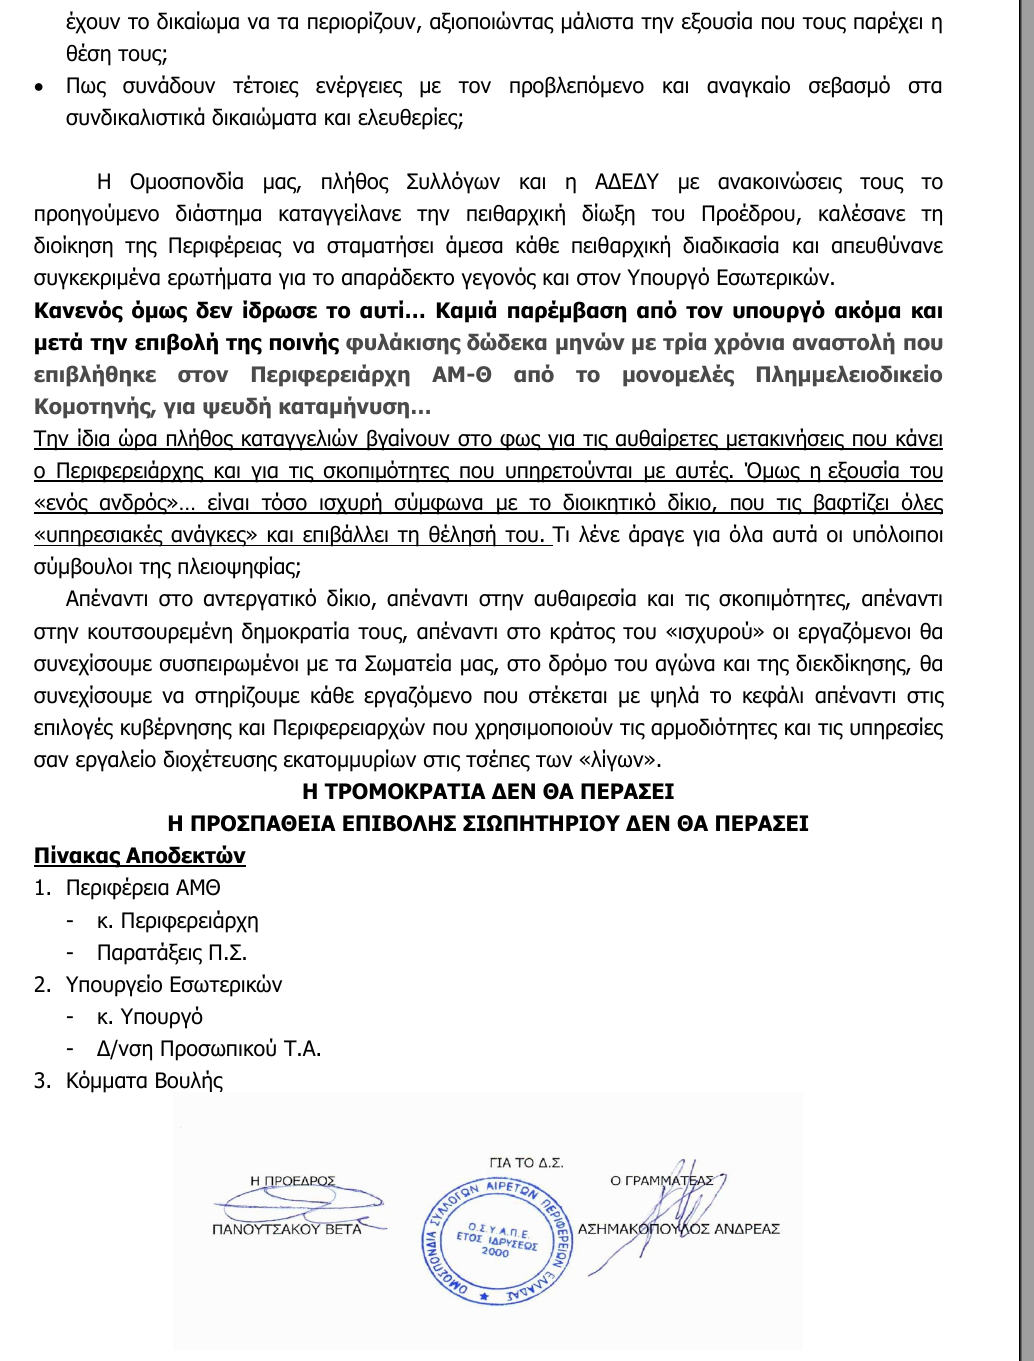 έχουν το δικαίωμα να τα περιορίζουν, αξιοποιώντας μάλιστα την εξουσία που τους παρέχει η
θέση τους;
• Πως συνάδουν τέτοιες ενέργειες με τον προβλεπόμενο και αναγκαίο σεβασμό στα
συνδικαλιστικά δικαιώματα και ελευθερίες;
Η Ομοσπονδία μας, πλήθος Συλλόγων και η ΑΔΕΔΥ με ανακοινώσεις τους το
προηγούμενο διάστημα καταγγείλανε την πειθαρχική δίωξη του Προέδρου, καλέσανε τη
διοίκηση της Περιφέρειας να σταματήσει άμεσα κάθε πειθαρχική διαδικασία και απευθύνανε
συγκεκριμένα ερωτήματα για το απαράδεκτο γεγονός και στον Υπουργό Εσωτερικών.
Κανενός όμως δεν ίδρωσε το αυτί... Καμιά παρέμβαση από τον υπουργό ακόμα και
μετά την επιβολή της ποινής φυλάκισης δώδεκα μηνών με τρία χρόνια αναστολή που
επιβλήθηκε στον Περιφερειάρχη ΑΜ-Θ από το μονομελές Πλημμελειοδικείο
Κομοτηνής, για ψευδή καταμήνυση...
Την ίδια ώρα πλήθος καταγγελιών βγαίνουν στο φως για τις αυθαίρετες μετακινήσεις που κάνει
ο Περιφερειάρχης και για τις σκοπιμότητες που υπηρετούνται με αυτές. Όμως η εξουσία του
«ενός ανδρός»... είναι τόσο ισχυρή σύμφωνα με το διοικητικό δίκιο, που τις βαφτίζει όλες
«υπηρεσιακές ανάγκες» και επιβάλλει τη θέλησή του. Τι λένε άραγε για όλα αυτά οι υπόλοιποι
σύμβουλοι της πλειοψηφίας;
Απέναντι στο αντεργατικό δίκιο, απέναντι στην αυθαιρεσία και τις σκοπιμότητες, απέναντι
στην κουτσουρεμένη δημοκρατία τους, απέναντι στο κράτος του «ισχυρού» οι εργαζόμενοι θα
συνεχίσουμε συσπειρωμένοι με τα Σωματεία μας, στο δρόμο του αγώνα και της διεκδίκησης, θα
συνεχίσουμε να στηρίζουμε κάθε εργαζόμενο που στέκεται με ψηλά το κεφάλι απέναντι στις
επιλογές κυβέρνησης και Περιφερειαρχών που χρησιμοποιούν τις αρμοδιότητες και τις υπηρεσίες
σαν εργαλείο διοχέτευσης εκατομμυρίων στις τσέπες των «λίγων».
Η ΤΡΟΜΟΚΡΑΤΙΑ ΔΕΝ ΘΑ ΠΕΡΑΣΕΙ
Η ΠΡΟΣΠΑΘΕΙΑ ΕΠΙΒΟΛΗΣ ΣΙΩΠΗΤΗΡΙΟΥ ΔΕΝ ΘΑ ΠΕΡΑΣΕΙ
Πίνακας Αποδεκτών
1. Περιφέρεια ΑΜΘ
- κ. Περιφερειάρχη
- Παρατάξεις Π.Σ.
2. Υπουργείο Εσωτερικών
- κ. Υπουργό
- Δ/νση Προσωπικού Τ.Α.
3. Κόμματα Βουλής
ΓΙΑ ΤΟ Δ.Σ.
Η ΠΡΟΕΔΡΟΣ
Ο ΓΡΑΜΜΑΤΕΑΣ
ΠΑΝΟΥΤΣΑΚΟΥ ΒΕΤΑ
ΑΣΗΜΑΚΟΠΟΥΛΟΣ ΑΝΔΡΕΑΣ
ΟΜΟΣΠΟΝΔΙΑ ΣΥΛΛΟΓΩΝ ΑΙΡΕΤΩΝ ΠΕΡΙΦΕΡΕΙΩΝ ΕΛΛΑΔΑΣ
Ο.Σ.Υ.Α.Π.Ε.
ΕΤΟΣ ΙΔΡΥΣΕΩΣ
2000